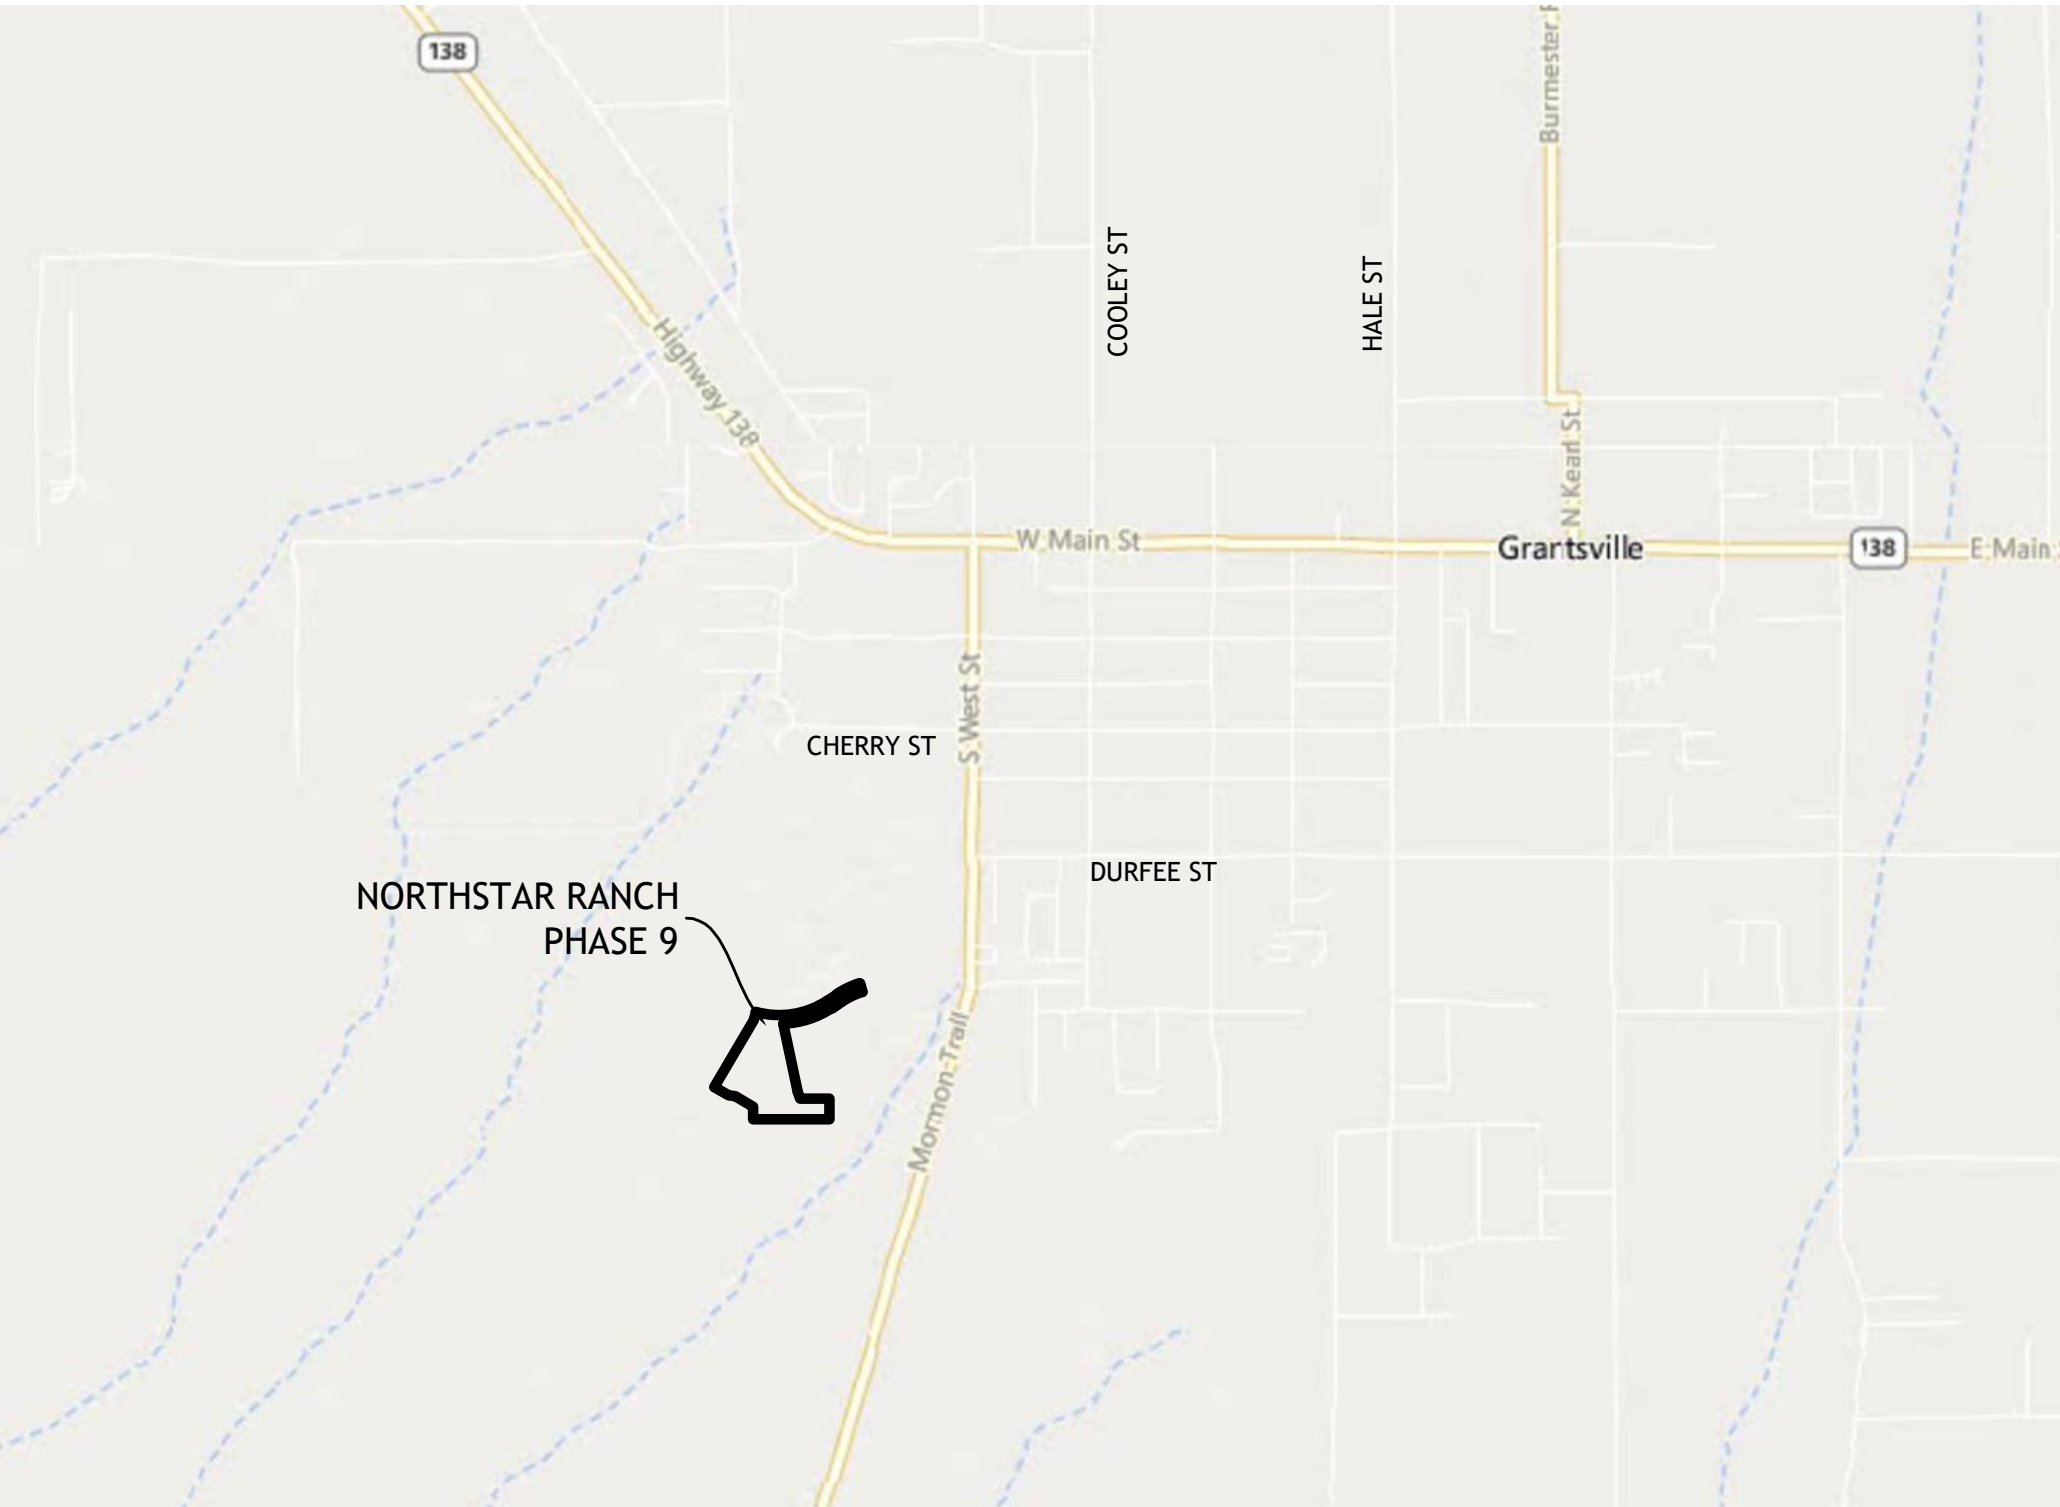 138
Burmester
COOLEY ST
HALE ST
Highway 138
N Kearl St
W Main St
Grantsville
138
E Main
S West St
CHERRY ST
DURFEE ST
NORTHSTAR RANCH
PHASE 9
Mormon Trail